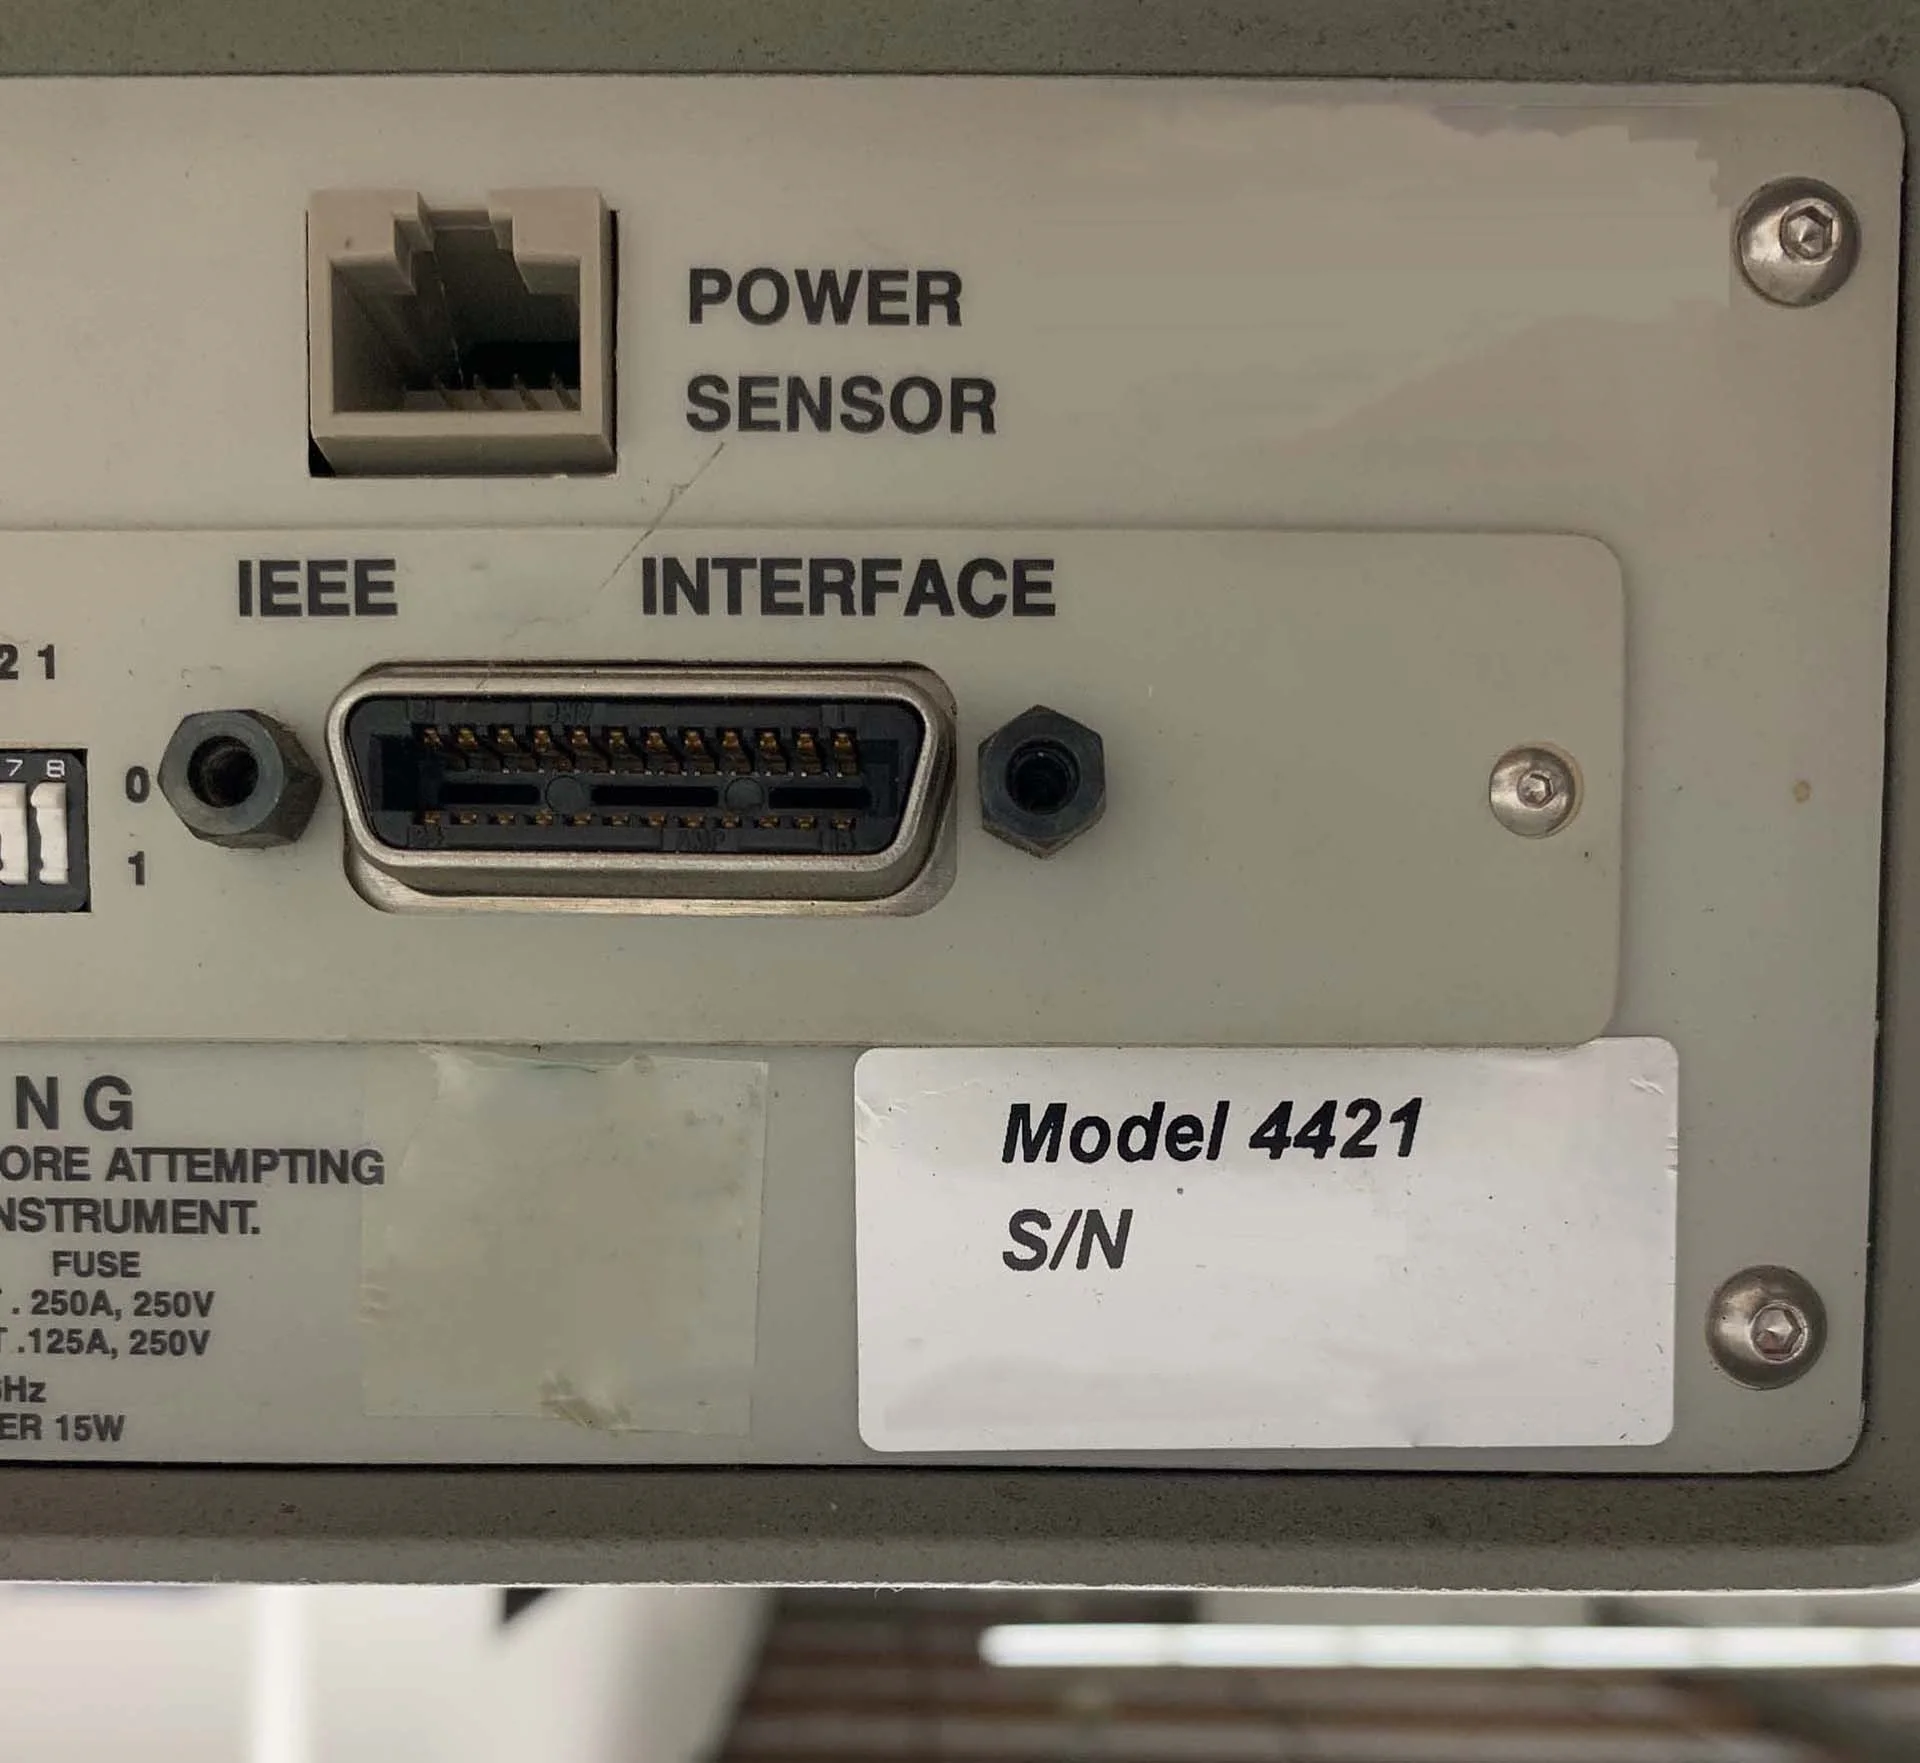 POWER
SENSOR
IEEE INTERFACE
2 1
7 8
0
1
N G
ORE ATTEMPTING
NSTRUMENT.
FUSE
T . 250A, 250V
T .125A, 250V
Hz
ER 15W
Model 4421
S/N